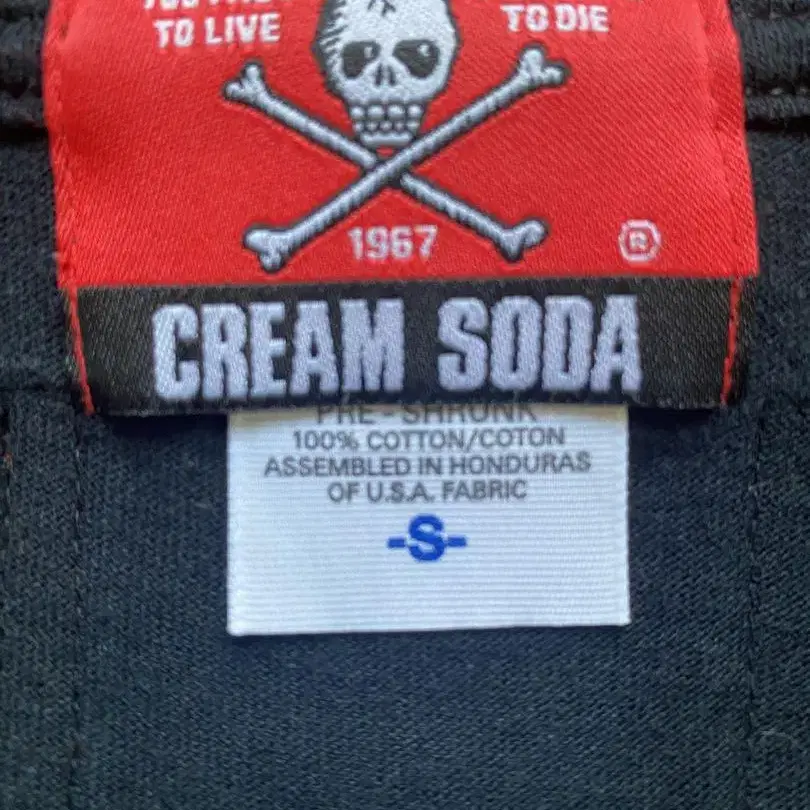 TO LIVE
TO DIE
1967
®
CREAM SODA
PRE-SHRUNK
100% COTTON/COTON
ASSEMBLED IN HONDURAS
OF U.S.A. FABRIC
-S-